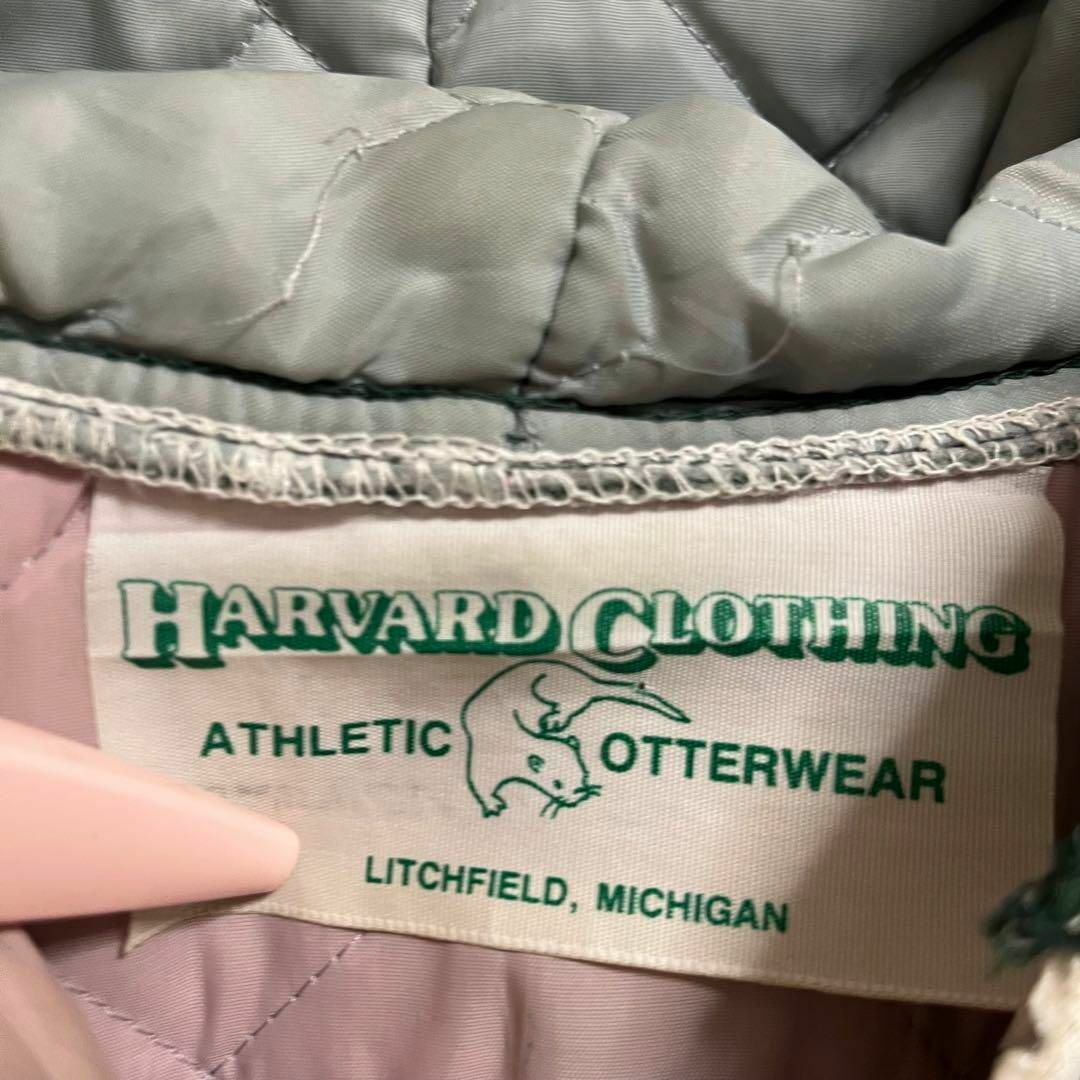 HARVARD CLOTHING
ATHLETIC OTTERWEAR
LITCHFIELD, MICHIGAN